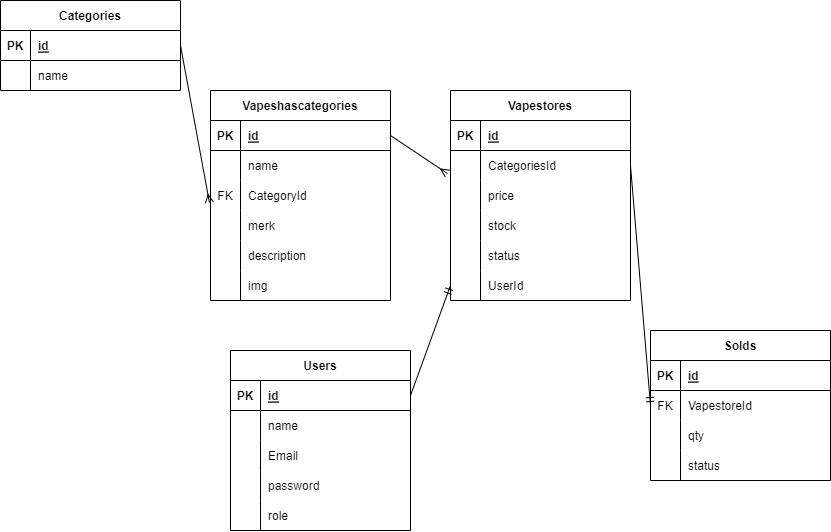 Categories
PK id
name
Vapeshascategories
PK id
name
FK CategoryId
merk
description
img
Vapestores
PK id
CategoriesId
price
stock
status
UserId
Users
PK id
name
Email
password
role
Solds
PK id
FK VapestoreId
qty
status